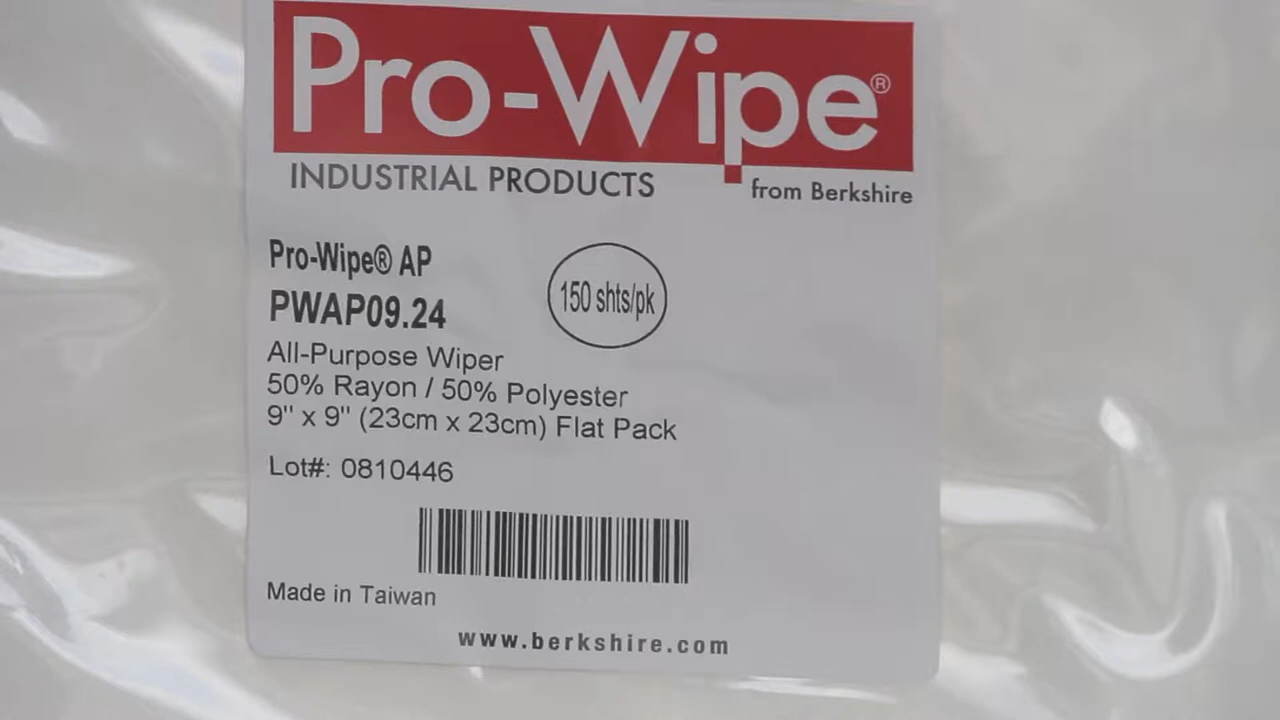 Pro-Wipe®
INDUSTRIAL PRODUCTS
from Berkshire
Pro-Wipe® AP
150 shts/pk
PWAP09.24
All-Purpose Wiper
50% Rayon / 50% Polyester
9" x 9" (23cm x 23cm) Flat Pack
Lot#: 0810446
Made in Taiwan
www.berkshire.com